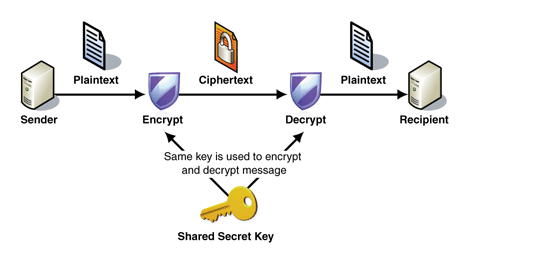 Plaintext
Ciphertext
Plaintext
Sender
Encrypt
Decrypt
Recipient
Same key is used to encrypt
and decrypt message
Shared Secret Key